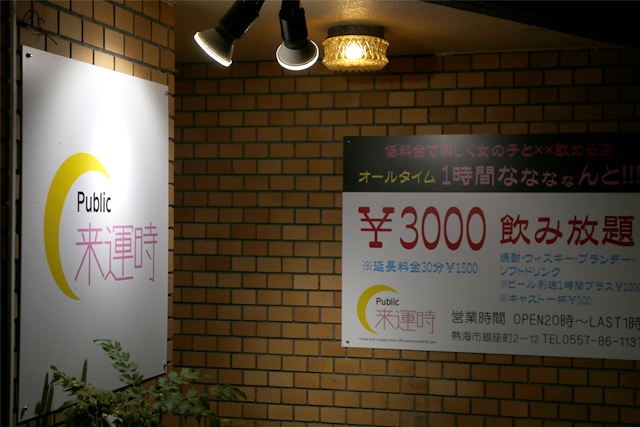 Public
来運時
低料金で楽しく女の子と××飲める店
オールタイム 1時間なななななんと!!!
¥3000 飲み放題
※延長料金30分¥1500
焼酎・ウィスキー・ブランデー・
ソフトドリンク
※ビール別途1時間プラス¥1000
※キャスト一杯¥500
Public
来運時
営業時間 OPEN20時〜LAST1時
熱海市銀座町2-12 TEL0557-86-1137